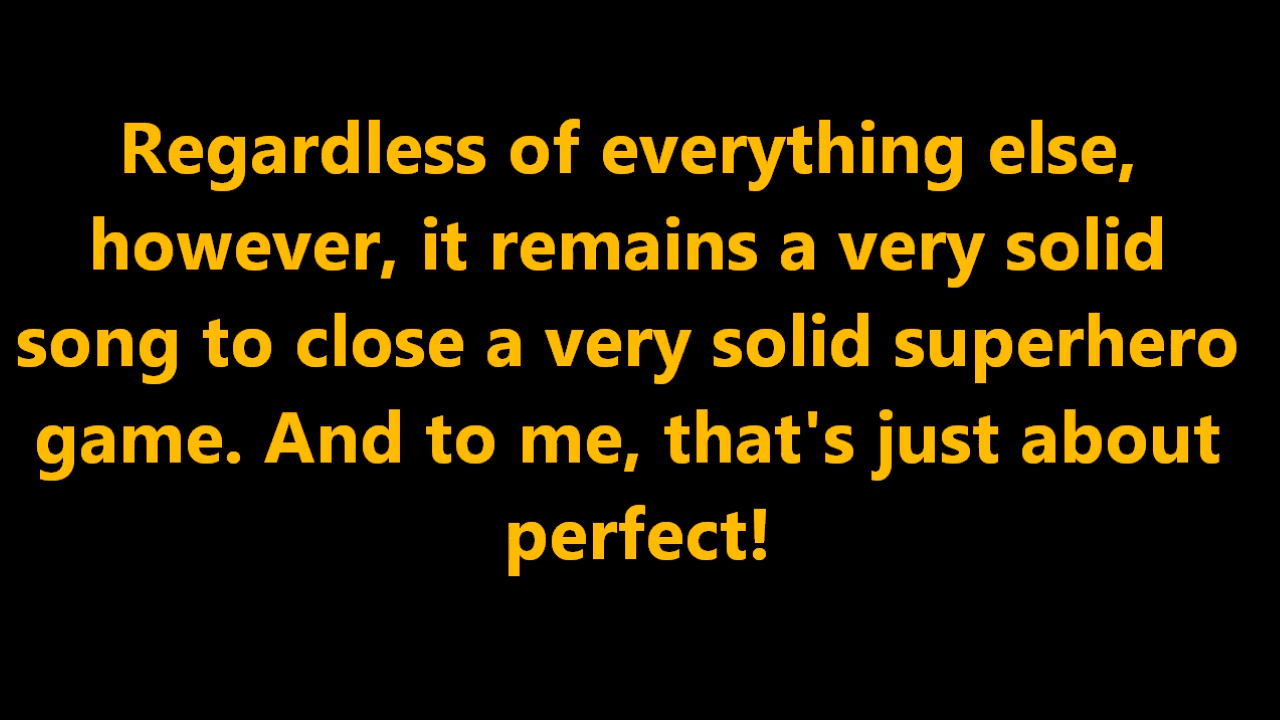 Regardless of everything else,
however, it remains a very solid
song to close a very solid superhero
game. And to me, that's just about
perfect!